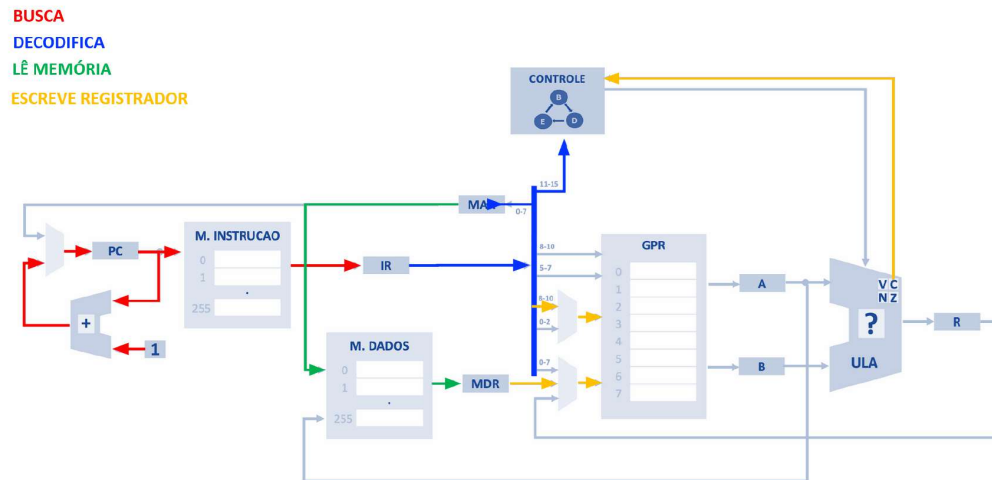 BUSCA
DECODIFICA
LÊ MEMÓRIA
ESCREVE REGISTRADOR
CONTROLE
B
E
D
11-15
MAR
0-7
M. INSTRUCAO
0
1
.
255
PC
IR
+
1
8-10
5-7
8-10
0-2
0-7
GPR
0
1
2
3
4
5
6
7
A
B
V C
N Z
?
ULA
R
M. DADOS
0
1
.
255
MDR